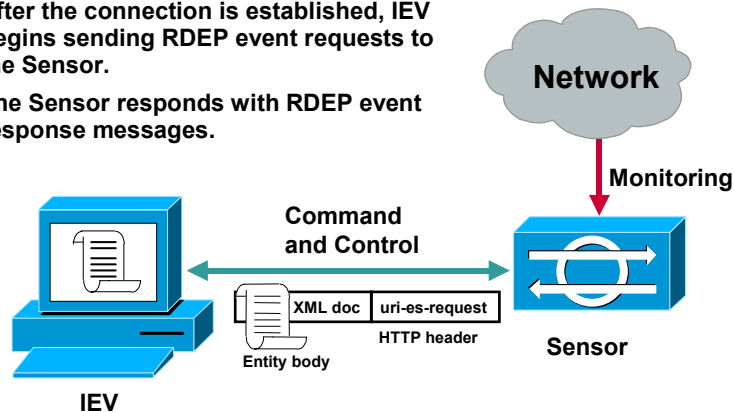 fter the connection is established, IEV
egins sending RDEP event requests to
he Sensor.
he Sensor responds with RDEP event
esponse messages.
Network
Monitoring
Command
and Control
XML doc
uri-es-request
HTTP header
Entity body
Sensor
IEV